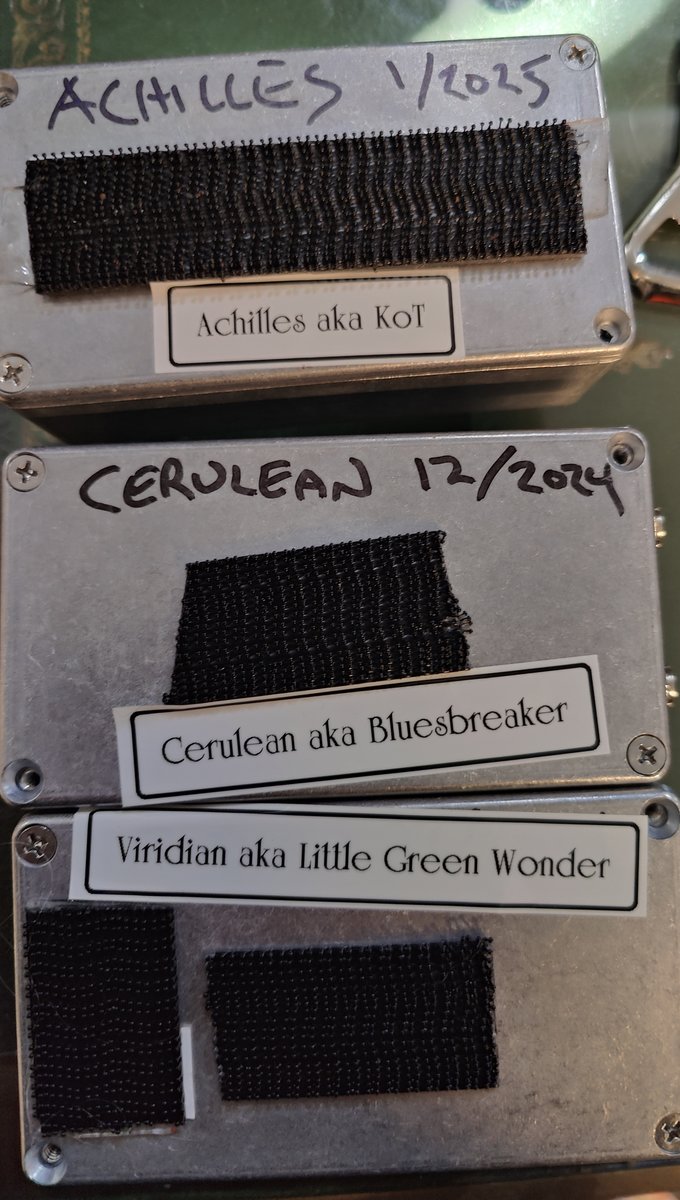 ACHILLES 1/2025
Achilles aka KoT
CERULEAN 12/2024
Cerulean aka Bluesbreaker
Viridian aka Little Green Wonder